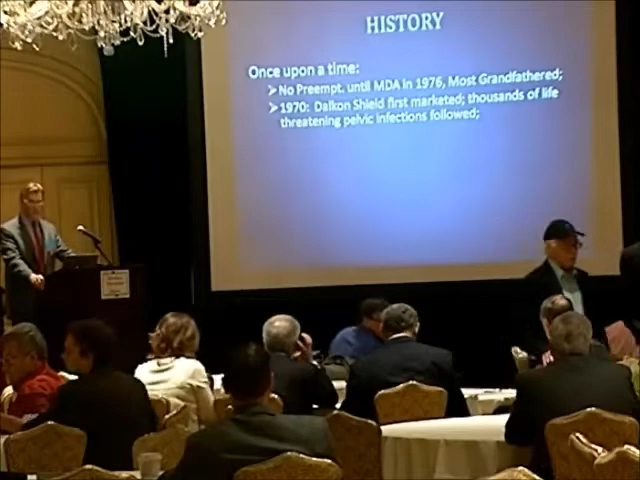 HISTORY
Once upon a time:
➢No Preempt. until MDA in 1976, Most Grandfathered;
➢1970: Dalkon Shield first marketed; thousands of life
threatening pelvic infections followed;